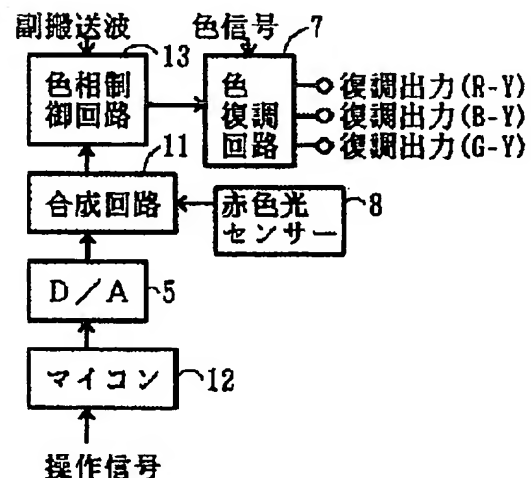 副搬送波
色信号
7
13
色相制
御回路
色
復調
回路
復調出力(R-Y)
復調出力(B-Y)
復調出力(G-Y)
11
合成回路
赤色光
センサー
8
D/A
5
マイコン
12
操作信号